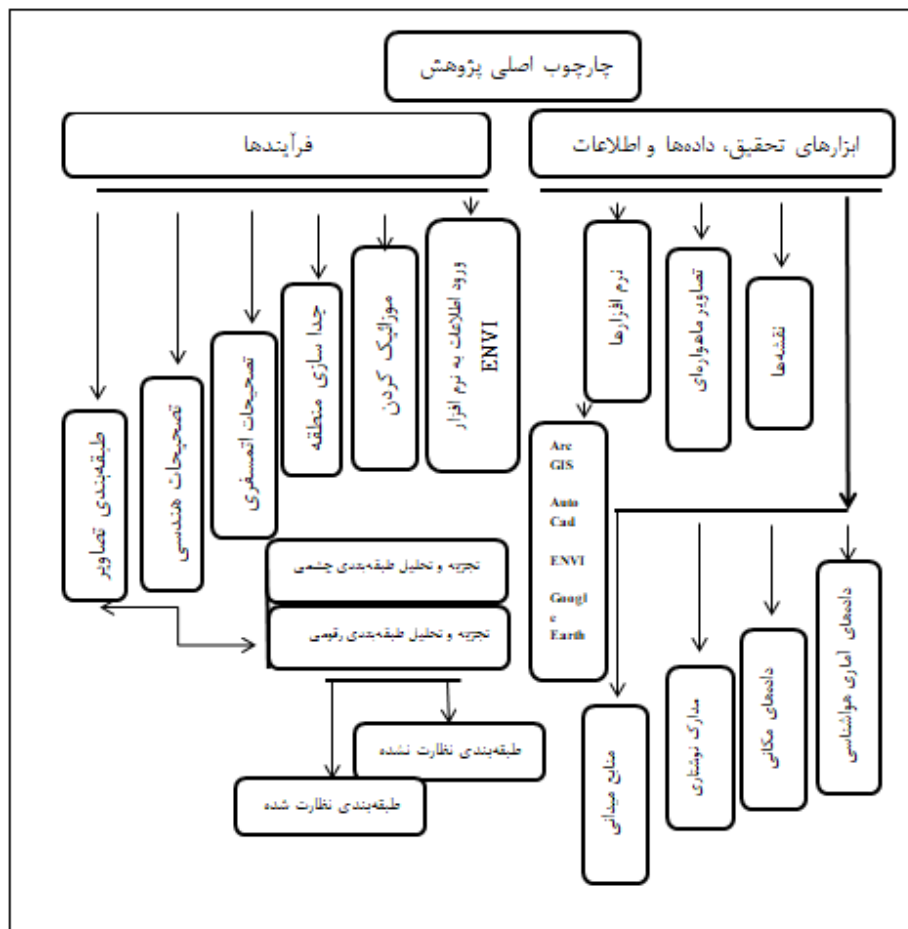 چارچوب اصلی پژوهش
ابزارهای تحقیق، داده‌ها و اطلاعات
فرآیندها
نقشه‌ها
تصاویر ماهواره‌ای
نرم افزارها
Arc
GIS
Auto
Cad
ENVI
Googl
e
Earth
داده‌های آماری هواشناسی
داده‌های مکانی
مدارک نوشتاری
منابع میدانی
ورود اطلاعات به نرم افزار
ENVI
موزائیک کردن
جدا سازی منطقه
تصحیحات اتمسفری
تصحیحات هندسی
طبقه‌بندی تصاویر
تجزیه و تحلیل طبقه‌بندی چشمی
تجزیه و تحلیل طبقه‌بندی رقومی
طبقه‌بندی نظارت نشده
طبقه‌بندی نظارت شده